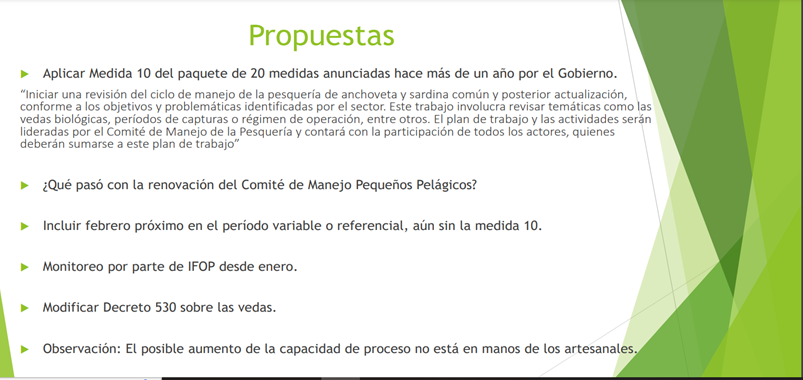 Propuestas
Aplicar Medida 10 del paquete de 20 medidas anunciadas hace más de un año por el Gobierno.
“Iniciar una revisión del ciclo de manejo de la pesquería de anchoveta y sardina común y posterior actualización,
conforme a los objetivos y problemáticas identificadas por el sector. Este trabajo involucra revisar temáticas como las
vedas biológicas, períodos de capturas o régimen de operación, entre otros. El plan de trabajo y las actividades serán
lideradas por el Comité de Manejo de la Pesquería y contará con la participación de todos los actores, quienes
deberán sumarse a este plan de trabajo”
¿Qué pasó con la renovación del Comité de Manejo Pequeños Pelágicos?
Incluir febrero próximo en el período variable o referencial, aún sin la medida 10.
Monitoreo por parte de IFOP desde enero.
Modificar Decreto 530 sobre las vedas.
Observación: El posible aumento de la capacidad de proceso no está en manos de los artesanales.